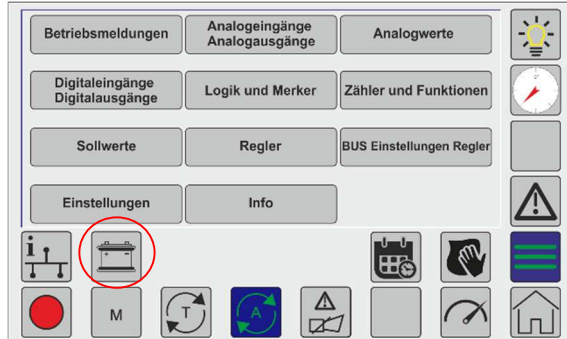 Betriebsmeldungen
Analogeingänge
Analogausgänge
Analogwerte
Digitaleingänge
Digitalausgänge
Logik und Merker
Zähler und Funktionen
Sollwerte
Regler
BUS Einstellungen Regler
Einstellungen
Info
i
M
T
A